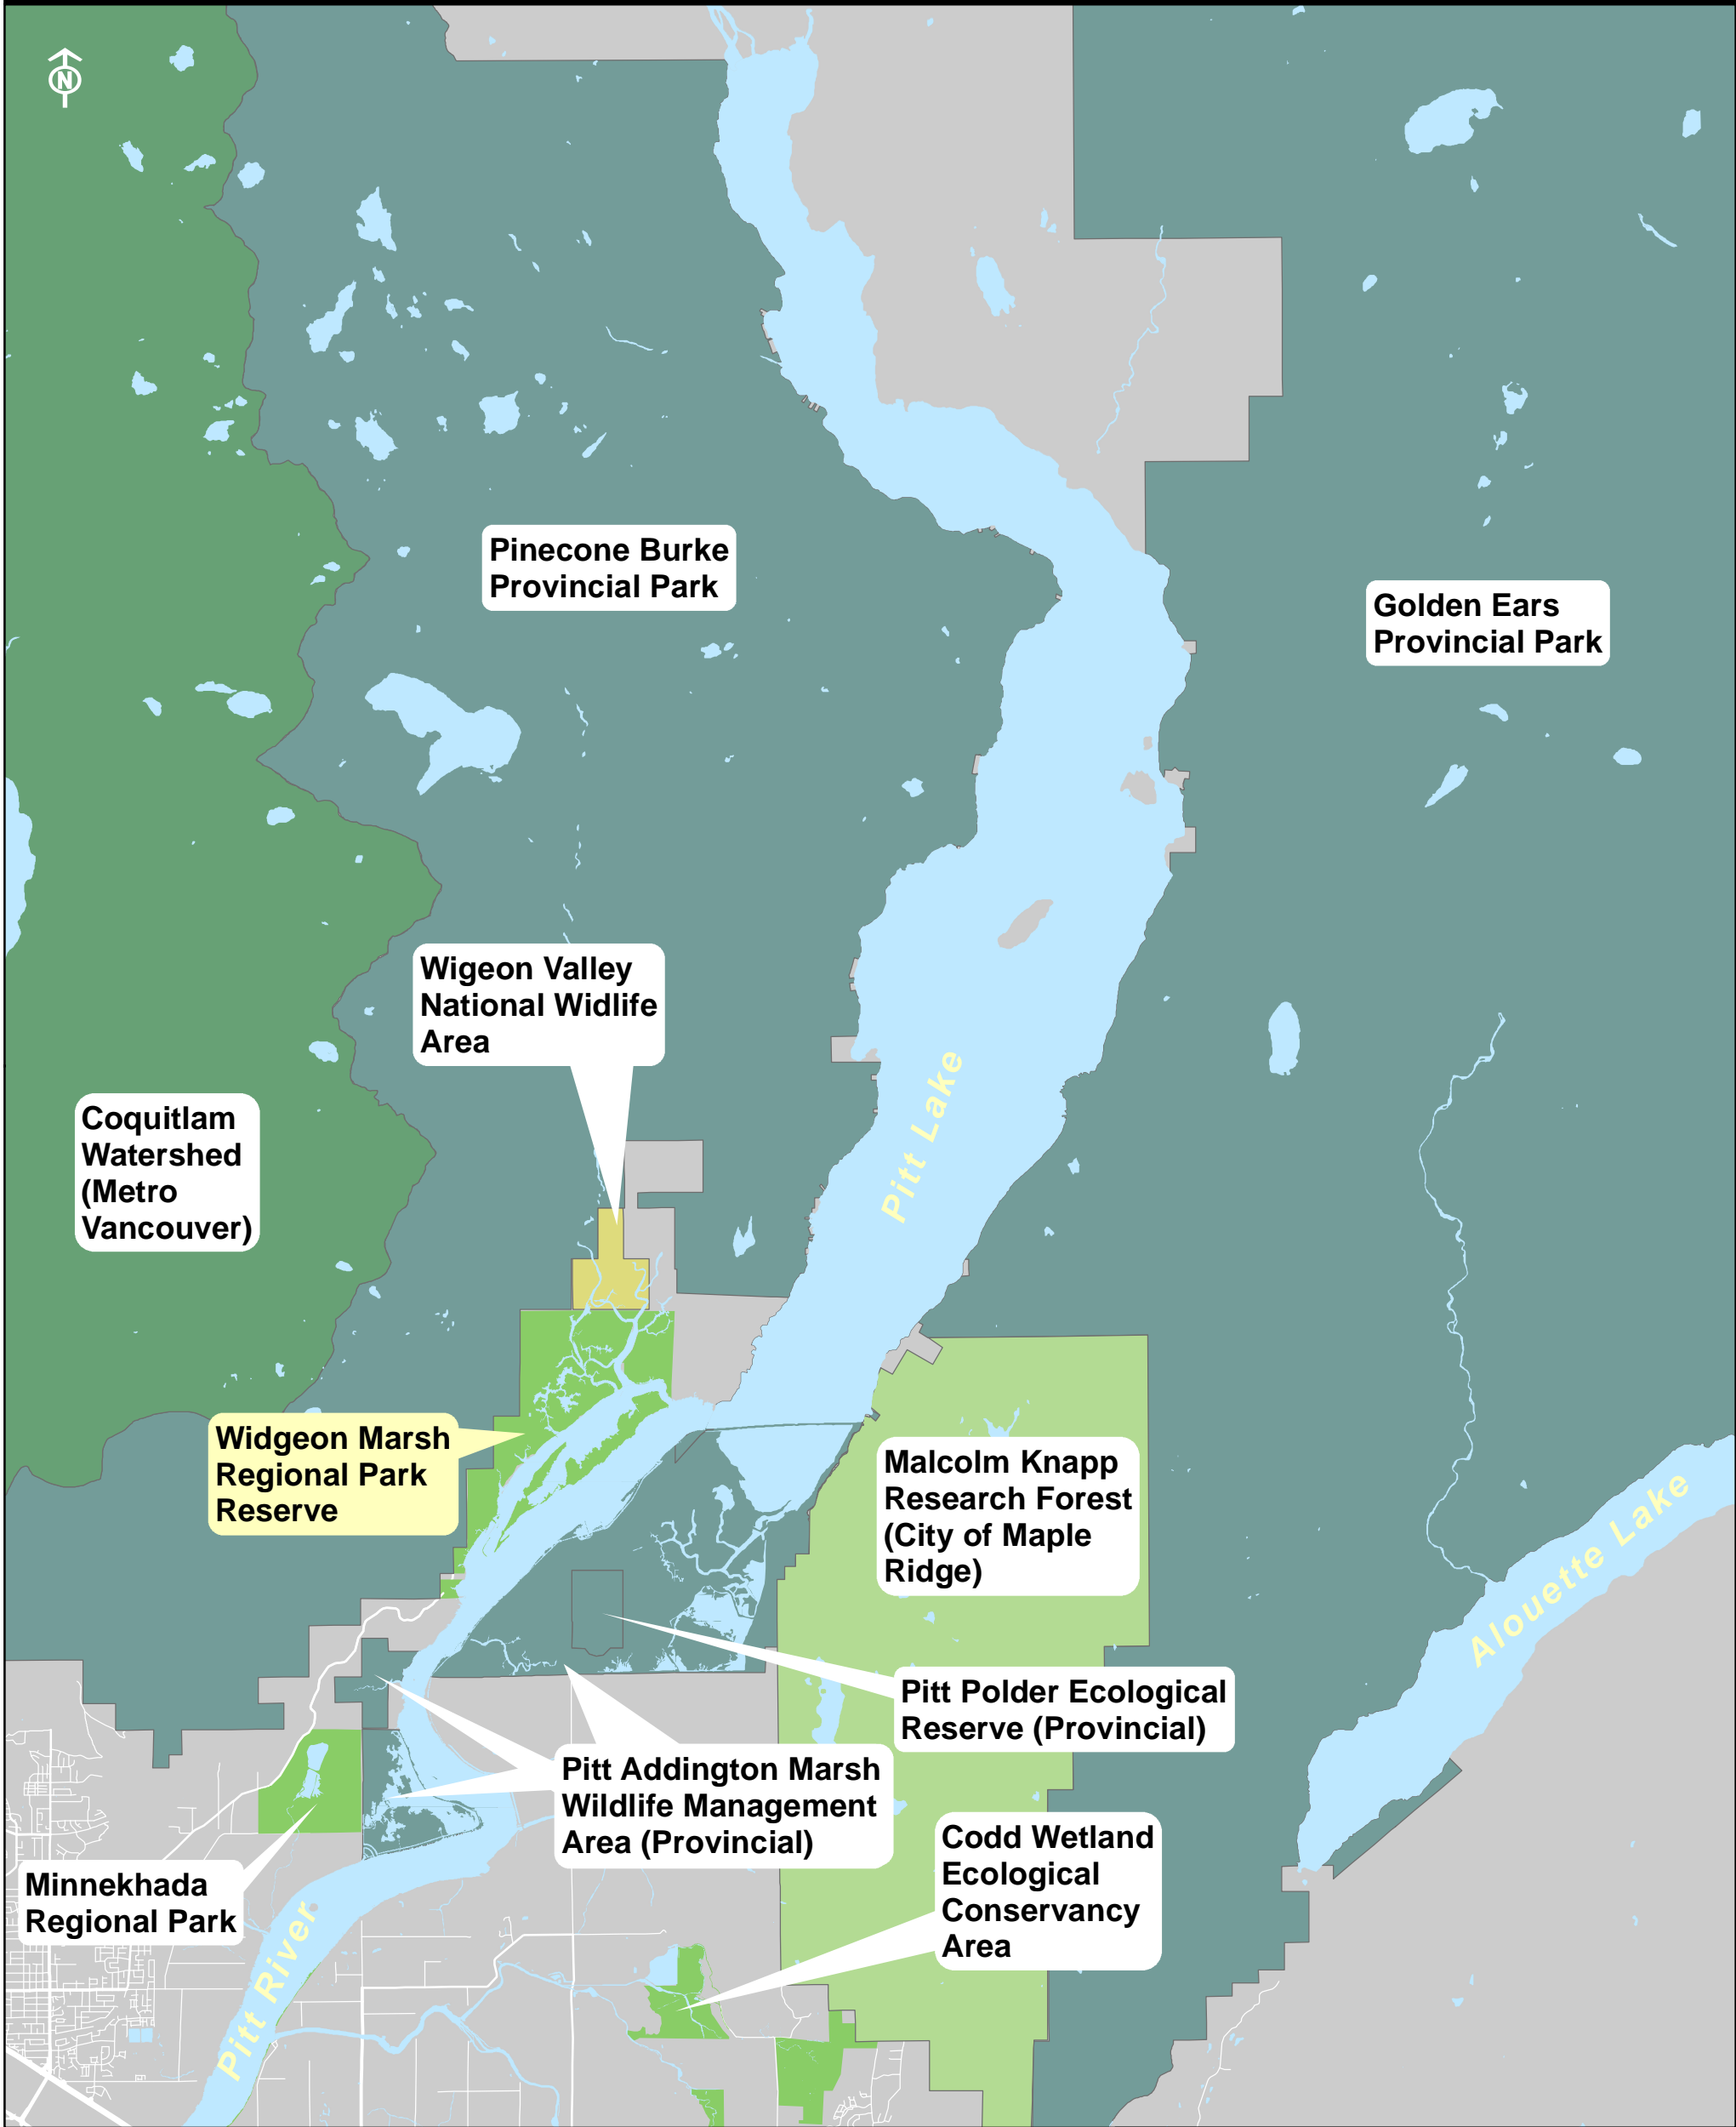 N
Pinecone Burke
Provincial Park
Golden Ears
Provincial Park
Wigeon Valley
National Widlife
Area
Pitt Lake
Coquitlam
Watershed
(Metro
Vancouver)
Widgeon Marsh
Regional Park
Reserve
Malcolm Knapp
Research Forest
(City of Maple
Ridge)
Alouette Lake
Pitt Polder Ecological
Reserve (Provincial)
Pitt Addington Marsh
Wildlife Management
Area (Provincial)
Codd Wetland
Ecological
Conservancy
Area
Minnekhada
Regional Park
Pitt River